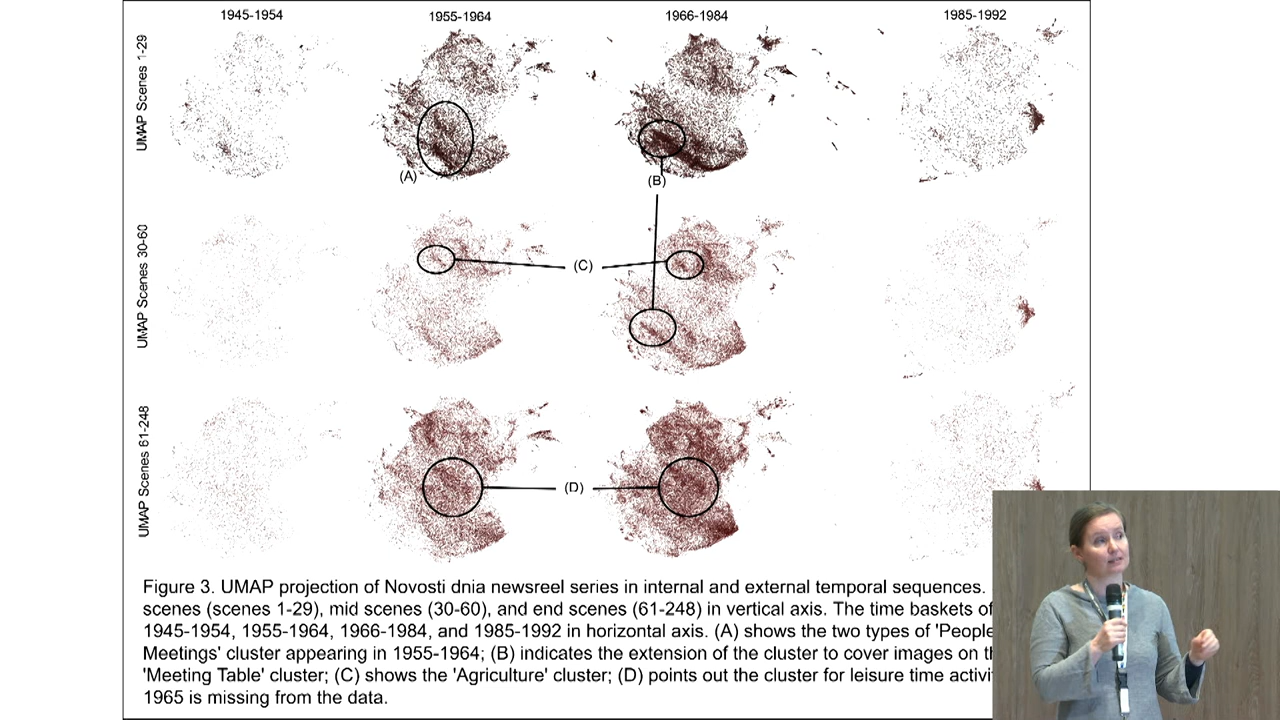 1945-1954
1955-1964
1966-1984
1985-1992
UMAP Scenes 1-29
(A)
(B)
UMAP Scenes 30-60
(C)
UMAP Scenes 61-248
(D)
Figure 3. UMAP projection of Novosti dnia newsreel series in internal and external temporal sequences.
scenes (scenes 1-29), mid scenes (30-60), and end scenes (61-248) in vertical axis. The time baskets of
1945-1954, 1955-1964, 1966-1984, and 1985-1992 in horizontal axis. (A) shows the two types of 'People
Meetings' cluster appearing in 1955-1964; (B) indicates the extension of the cluster to cover images on
'Meeting Table' cluster; (C) shows the 'Agriculture' cluster; (D) points out the cluster for leisure time
1965 is missing from the data.